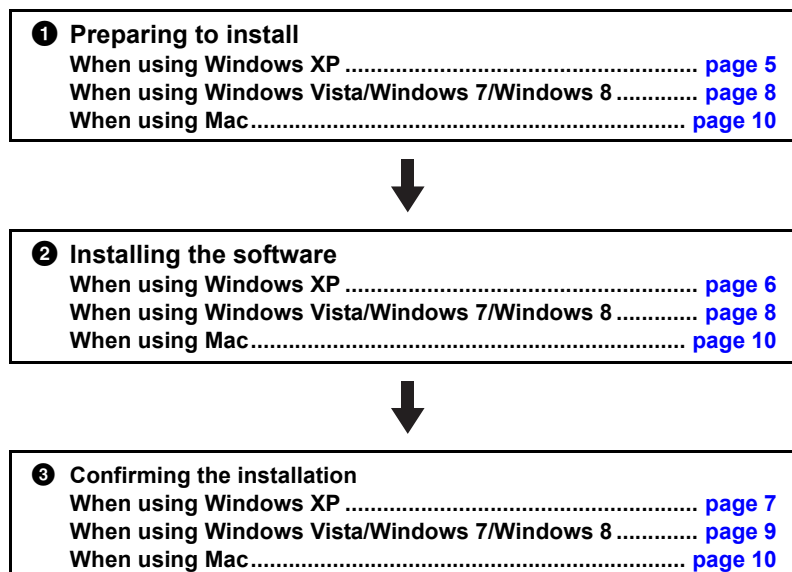 ❶ Preparing to install
When using Windows XP ...................................................... page 5
When using Windows Vista/Windows 7/Windows 8 ............. page 8
When using Mac.................................................................... page 10
❷ Installing the software
When using Windows XP ...................................................... page 6
When using Windows Vista/Windows 7/Windows 8 ............. page 8
When using Mac.................................................................... page 10
❸ Confirming the installation
When using Windows XP ...................................................... page 7
When using Windows Vista/Windows 7/Windows 8 ............. page 9
When using Mac.................................................................... page 10